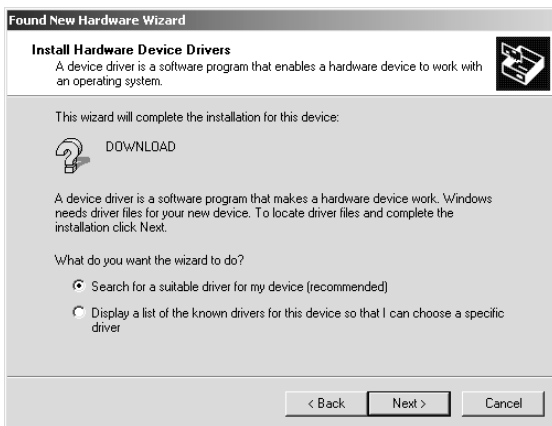 Found New Hardware Wizard
Install Hardware Device Drivers
A device driver is a software program that enables a hardware device to work with
an operating system.
This wizard will complete the installation for this device:
DOWNLOAD
A device driver is a software program that makes a hardware device work. Windows
needs driver files for your new device. To locate driver files and complete the
installation click Next.
What do you want the wizard to do?
Search for a suitable driver for my device (recommended)
Display a list of the known drivers for this device so that I can choose a specific
driver
< Back Next > Cancel